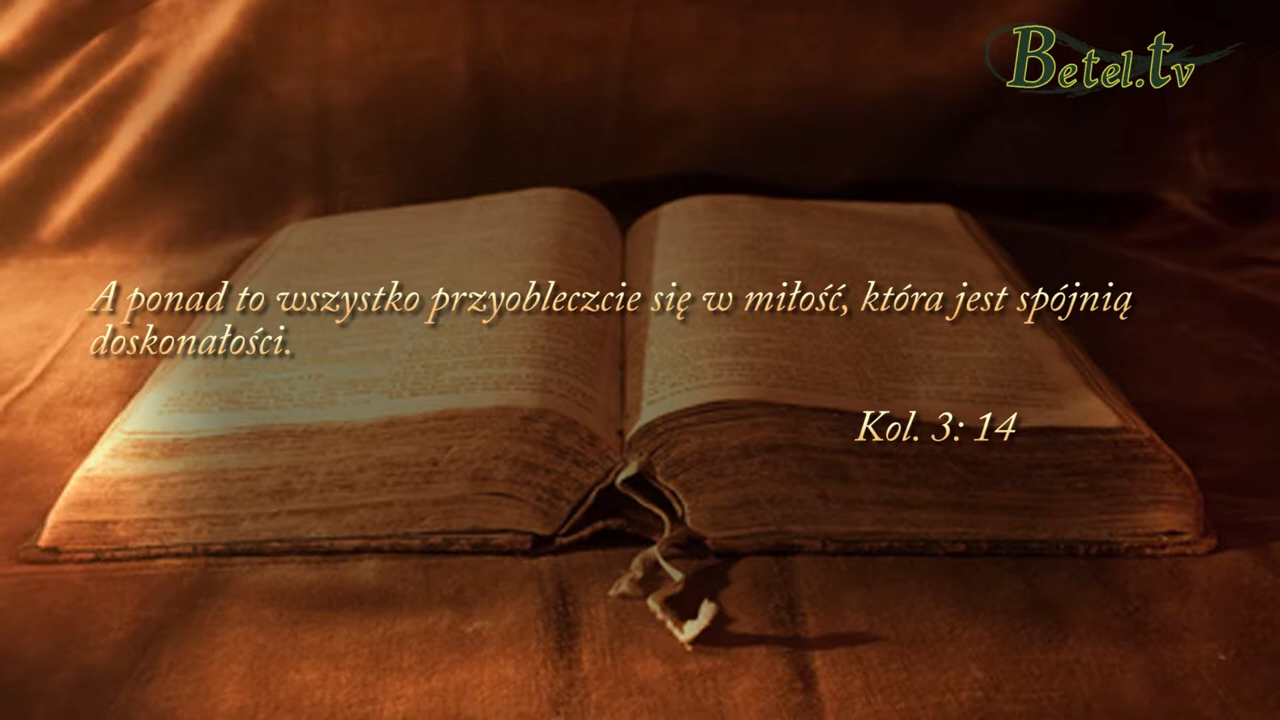 Betel.tv
A ponad to wszystko przyobleczcie się w miłość, która jest spójnią
doskonałości.
Kol. 3: 14